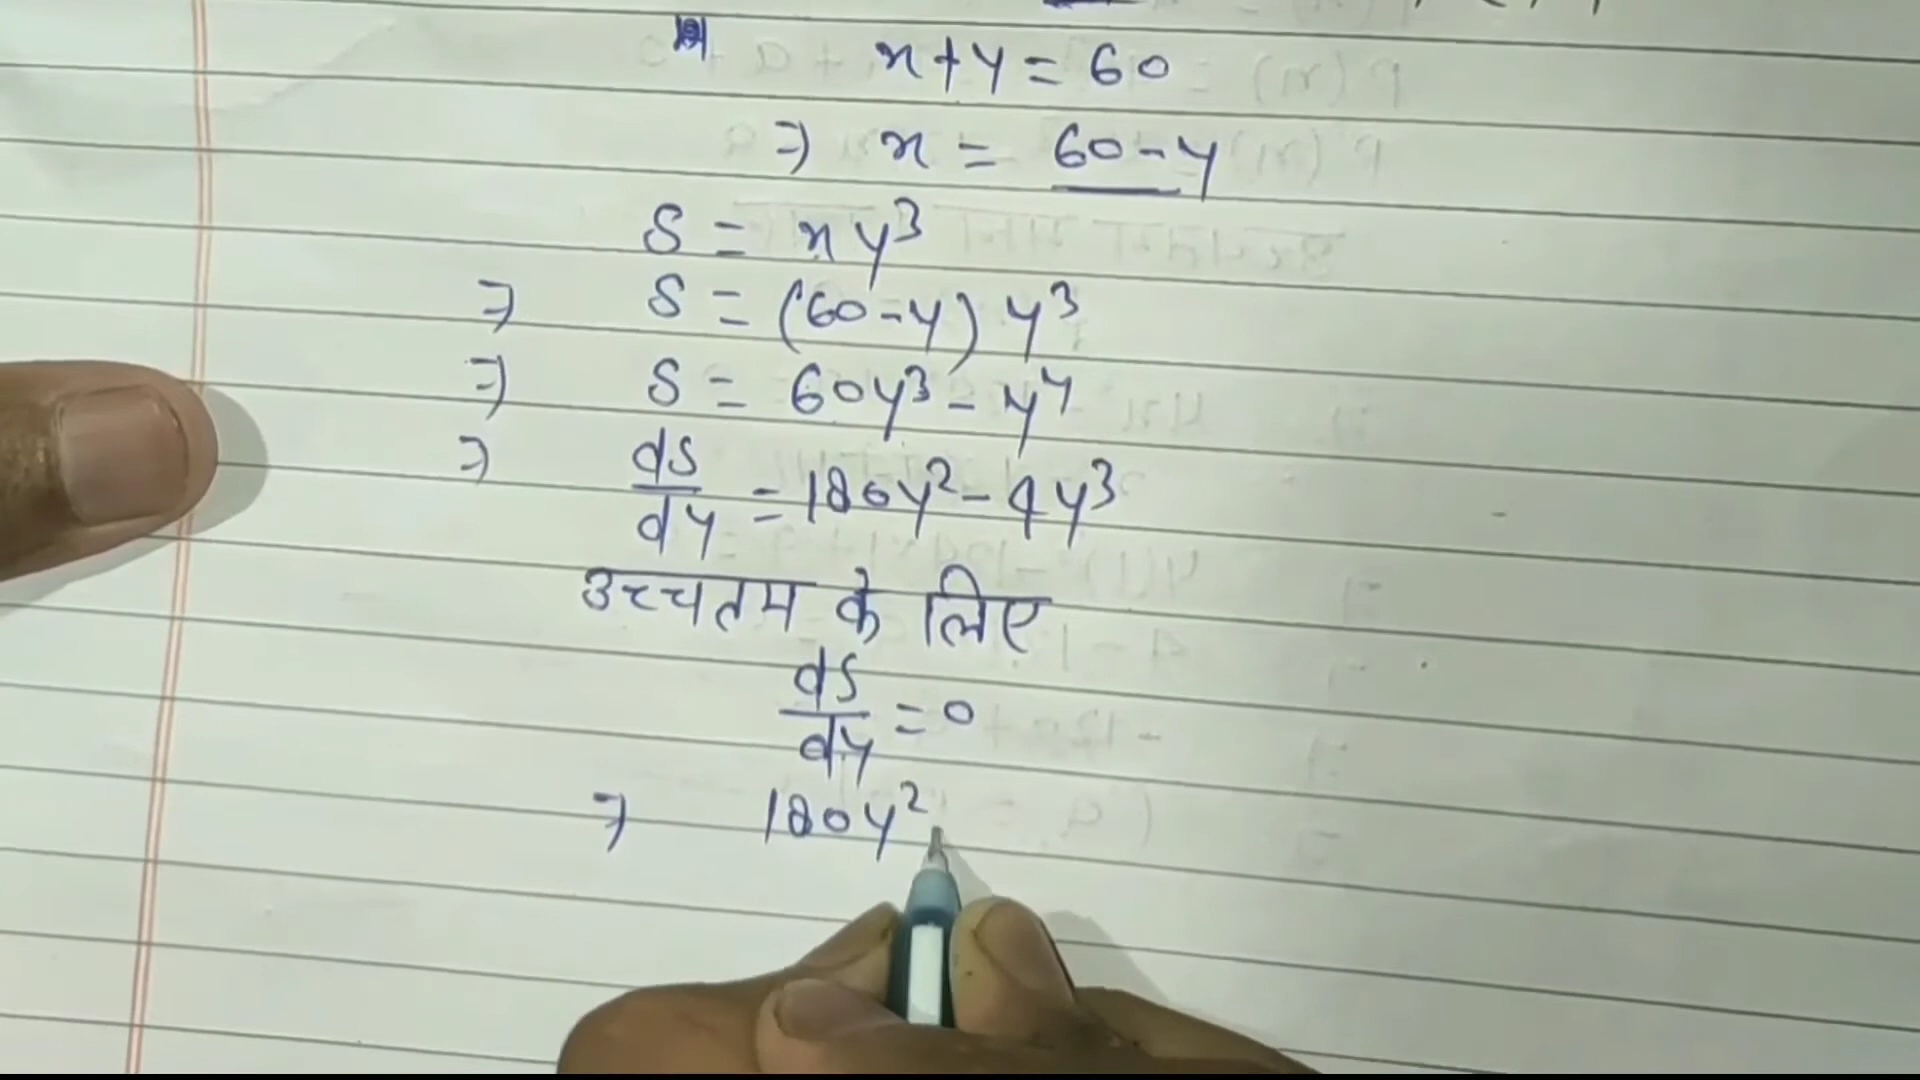 x + y = 60
⇒ x = 60 - y
S = xy³
⇒ S = (60 - y) y³
⇒ S = 60y³ - y⁴
⇒ dS/dy = 180y² - 4y³
उच्चतम के लिए
dS/dy = 0
⇒ 180y²